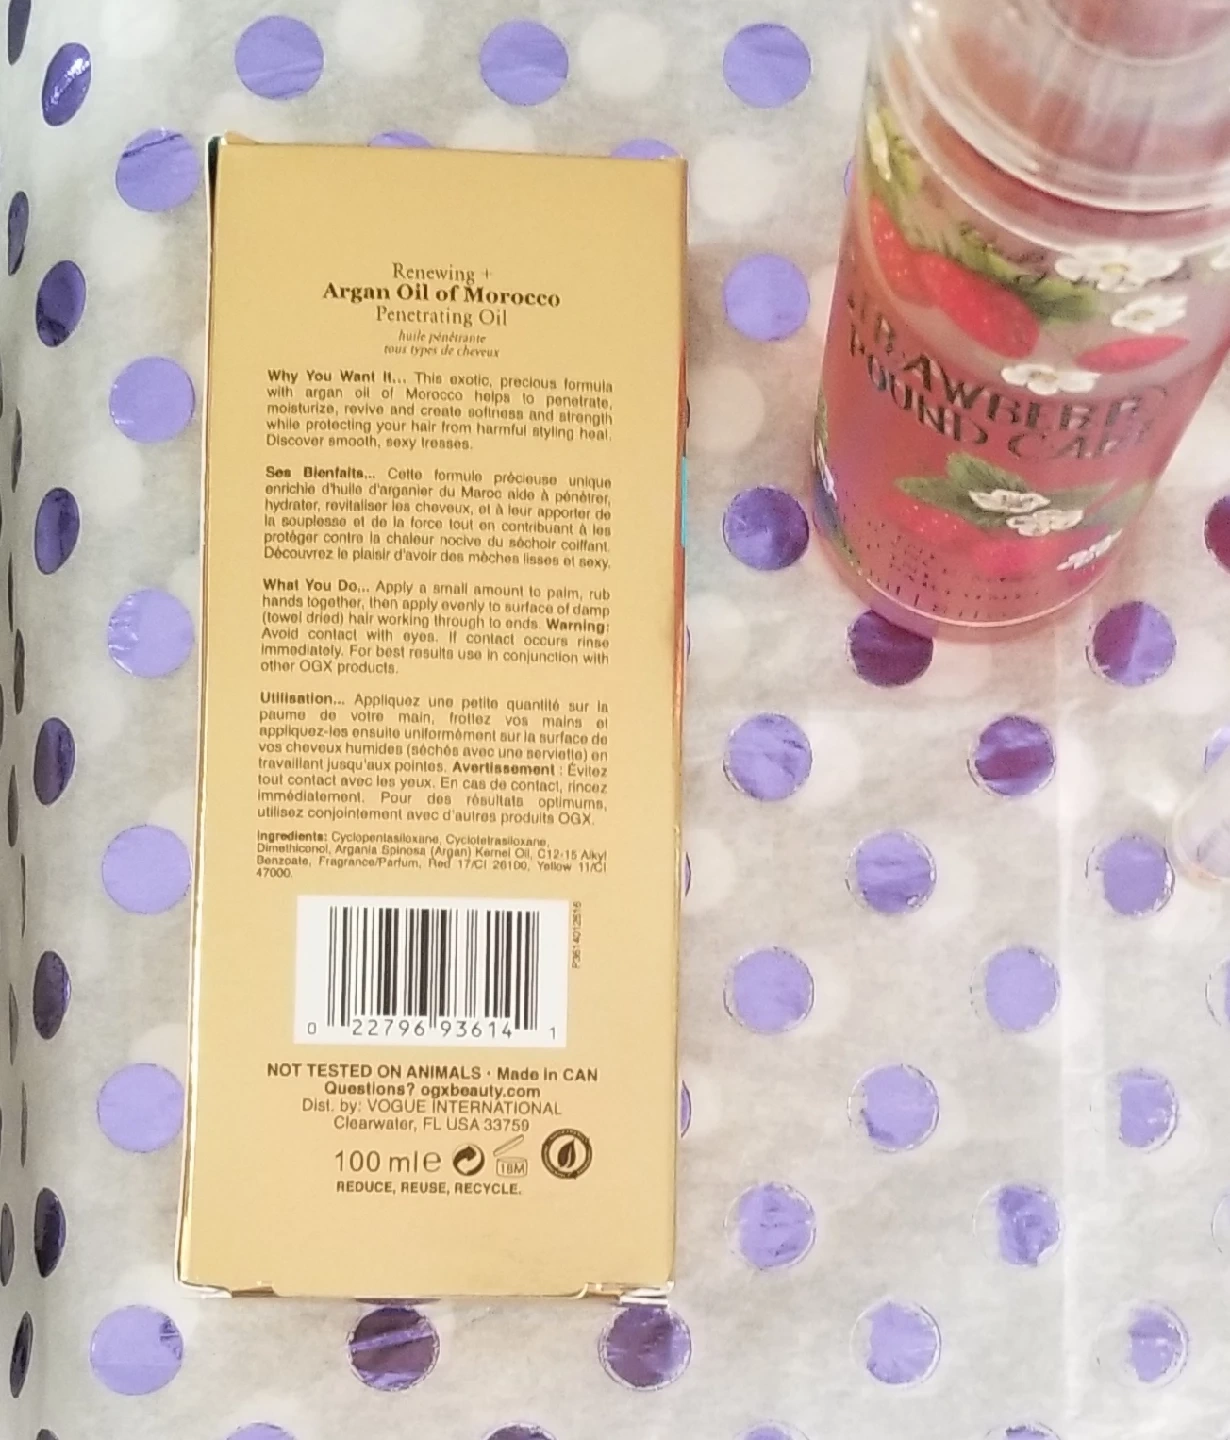 Renewing +
Argan Oil of Morocco
Penetrating Oil
huile pénétrante
tous types de cheveux
Why You Want It... This exotic, precious formula
with argan oil of Morocco helps to penetrate,
moisturize, revive and create softness and strength
while protecting your hair from harmful styling heat.
Discover smooth, sexy tresses.
Ses Bienfaits... Cette formule précieuse unique
enrichie d'huile d'arganier du Maroc aide à pénétrer,
hydrater, revitaliser les cheveux, et à leur apporter de
la souplesse et de la force tout en contribuant à les
protéger contre la chaleur nocive du séchoir coiffant.
Découvrez le plaisir d'avoir des mèches lisses et sexy.
What You Do... Apply a small amount to palm, rub
hands together, then apply evenly to surface of damp
(towel dried) hair working through to ends. Warning:
Avoid contact with eyes. If contact occurs rinse
immediately. For best results use in conjunction with
other OGX products.
Utilisation... Appliquez une petite quantité sur la
paume de votre main, frottez vos mains et
appliquez-les ensuite uniformément sur la surface de
vos cheveux humides (séchés avec une serviette) en
travaillant jusqu'aux pointes. Avertissement : Évitez
tout contact avec les yeux. En cas de contact, rincez
immédiatement. Pour des résultats optimums,
utilisez conjointement avec d'autres produits OGX.
Ingredients: Cyclopentasiloxane, Cyclotetrasiloxane,
Dimethiconol, Argania Spinosa (Argan) Kernel Oil, C12-15 Alkyl
Benzoate, Fragrance/Parfum, Red 17/CI 26100, Yellow 11/CI
47000.
P3614012516
0 22796 93614 1
NOT TESTED ON ANIMALS • Made in CAN
Questions? ogxbeauty.com
Dist. by: VOGUE INTERNATIONAL
Clearwater, FL USA 33759
100 ml e 18M
REDUCE, REUSE, RECYCLE.
STRAWBERRY
POUND CAKE